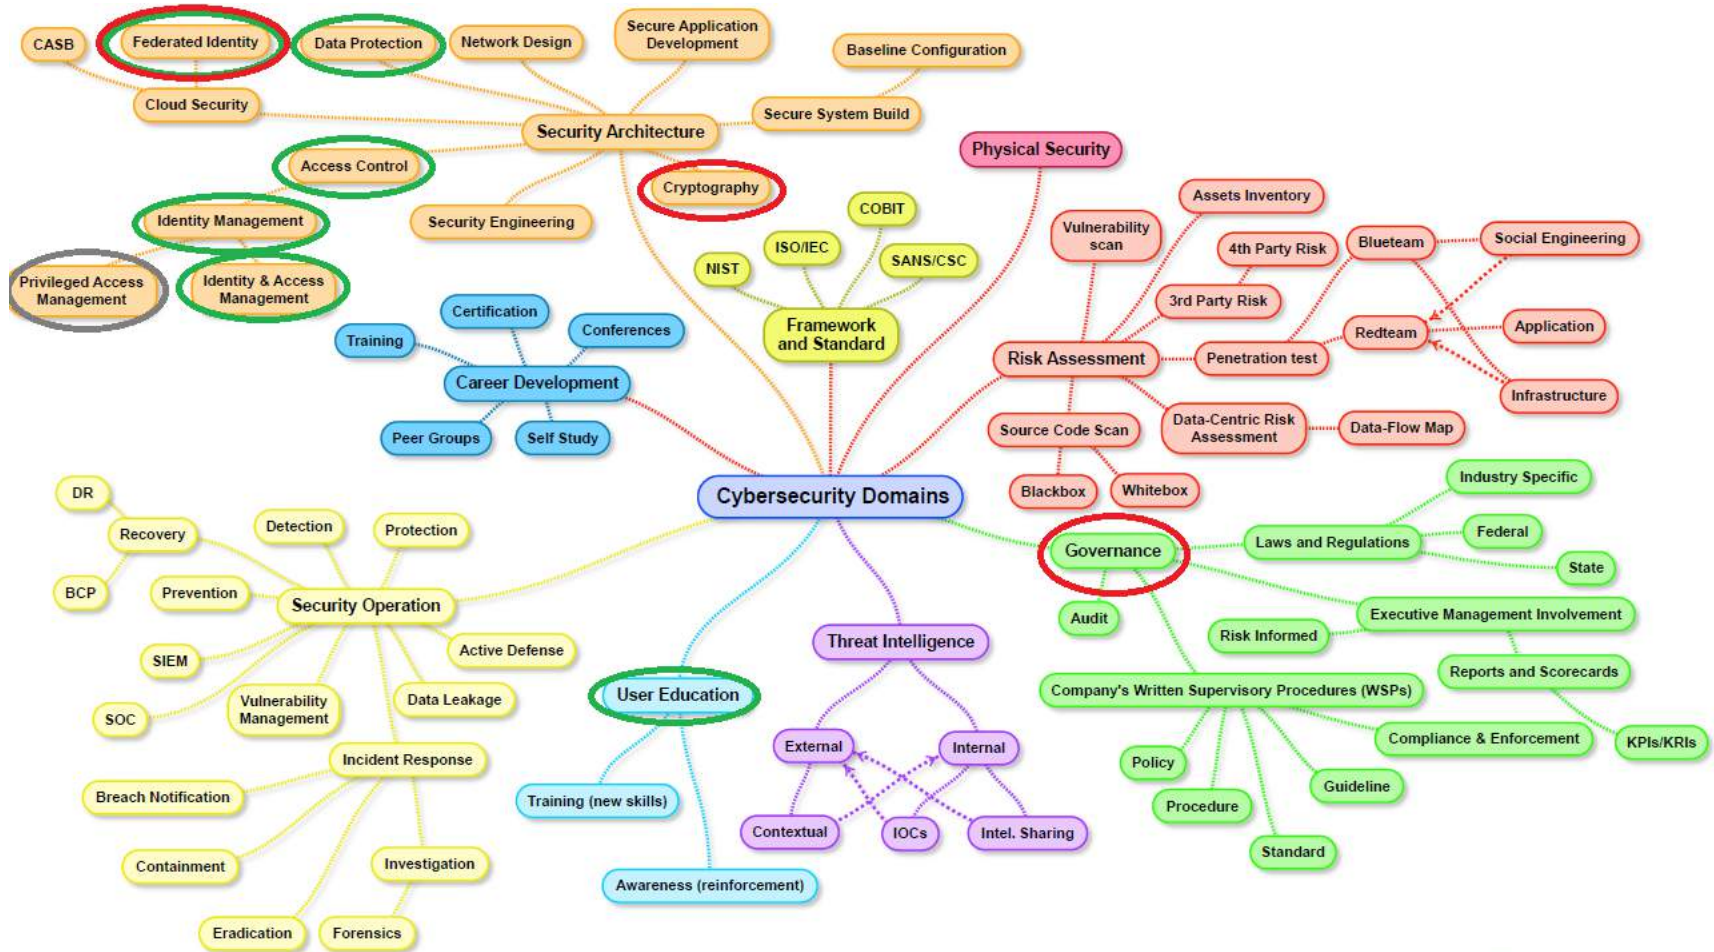 CASB
Federated Identity
Data Protection
Network Design
Secure Application
Development
Baseline Configuration
Cloud Security
Secure System Build
Security Architecture
Physical Security
Access Control
Cryptography
Identity Management
Security Engineering
Privileged Access
Management
Identity & Access
Management
NIST
ISO/IEC
COBIT
SANS/CSC
Framework
and Standard
Vulnerability
scan
Assets Inventory
4th Party Risk
3rd Party Risk
Blueteam
Social Engineering
Redteam
Application
Risk Assessment
Penetration test
Infrastructure
Source Code Scan
Data-Centric Risk
Assessment
Data-Flow Map
Blackbox
Whitebox
Training
Certification
Conferences
Career Development
Peer Groups
Self Study
Cybersecurity Domains
Industry Specific
Governance
Laws and Regulations
Federal
State
Audit
Executive Management Involvement
Risk Informed
Reports and Scorecards
Company's Written Supervisory Procedures (WSPs)
Compliance & Enforcement
KPIs/KRIs
Policy
Procedure
Guideline
Standard
DR
Recovery
Detection
Protection
BCP
Prevention
Security Operation
Active Defense
SIEM
SOC
Vulnerability
Management
Data Leakage
Incident Response
Breach Notification
Containment
Investigation
Eradication
Forensics
User Education
Training (new skills)
Awareness (reinforcement)
Threat Intelligence
External
Internal
Contextual
IOCs
Intel. Sharing